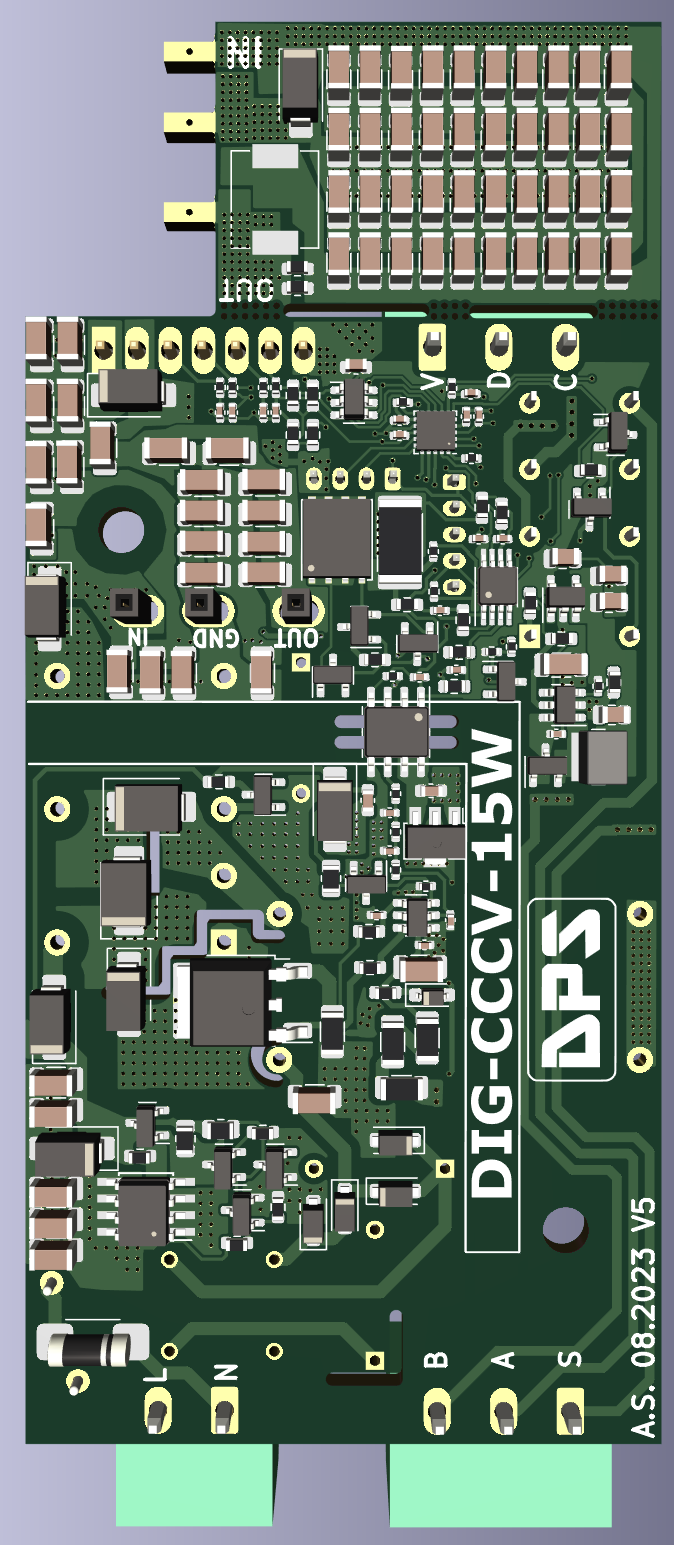 IN
OUT
V D C
IN GND OUT
DIG-CCCV-15W
DPS
A.S. 08.2023 V5
L N B A S